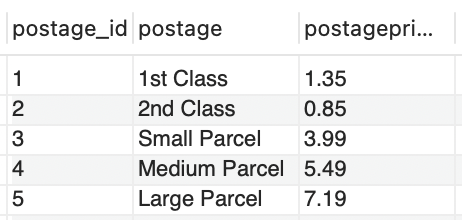 postage_id postage postagepri...
1 1st Class 1.35
2 2nd Class 0.85
3 Small Parcel 3.99
4 Medium Parcel 5.49
5 Large Parcel 7.19